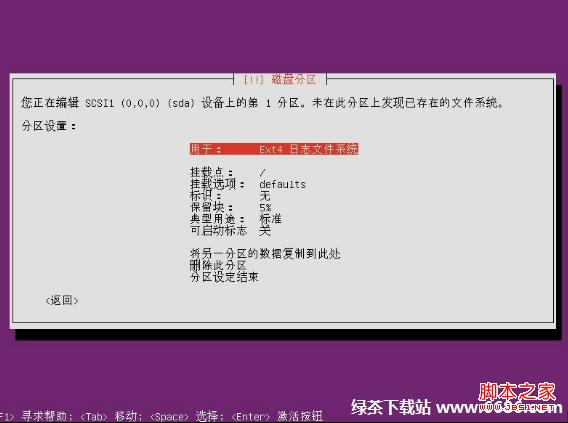 [!!] 磁盘分区
您正在编辑 SCSI1 (0,0,0) (sda) 设备上的第 1 分区。未在此分区上发现已存在的文件系统。
分区设置：
用于： Ext4 日志文件系统
挂载点： /
挂载选项： defaults
标识： 无
保留块： 5%
典型用途： 标准
可启动标志 关
将另一分区的数据复制到此处
删除此分区
分区设定结束
<返回>
F1> 寻求帮助; <Tab> 移动; <Space> 选择; <Enter> 激活按钮
脚本之家
绿茶下载站